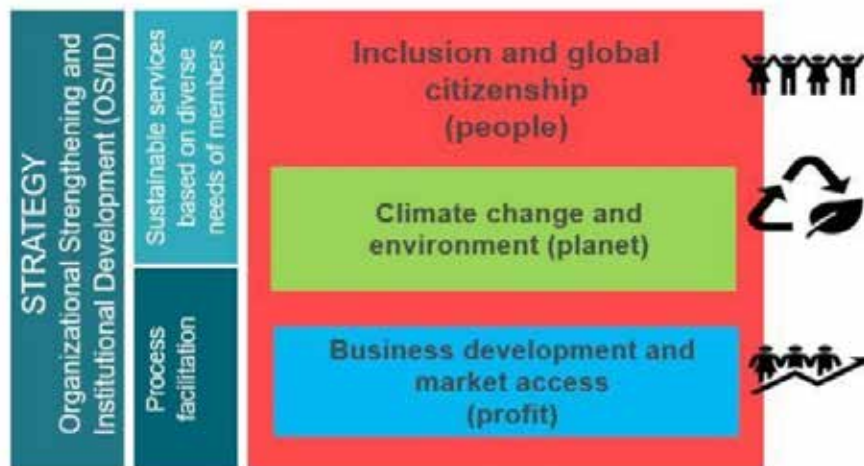 STRATEGY
Organizational Strengthening and
Institutional Development (OS/ID)
Sustainable services
based on diverse
needs of members
Process
facilitation
Inclusion and global
citizenship
(people)
Climate change and
environment (planet)
Business development and
market access
(profit)